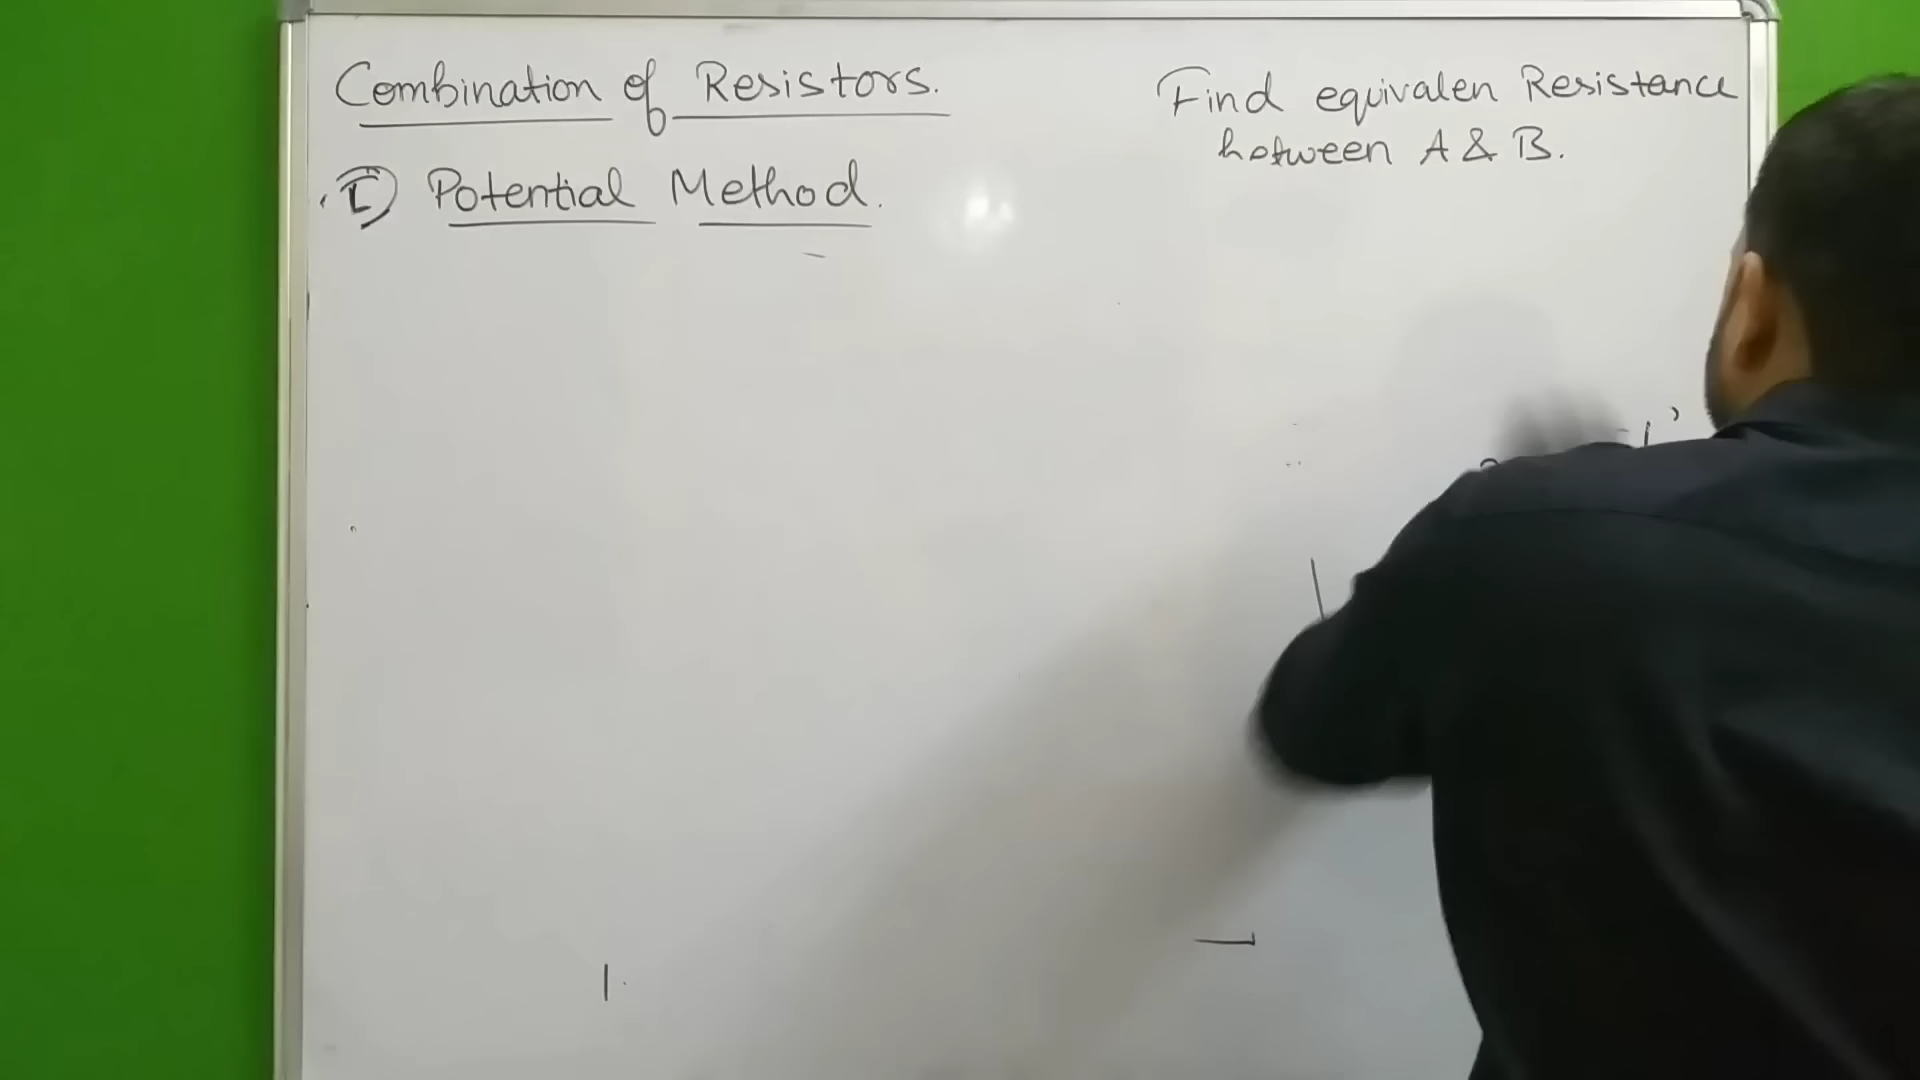 Combination of Resistors.
I Potential Method.
Find equivalen Resistance
between A & B.